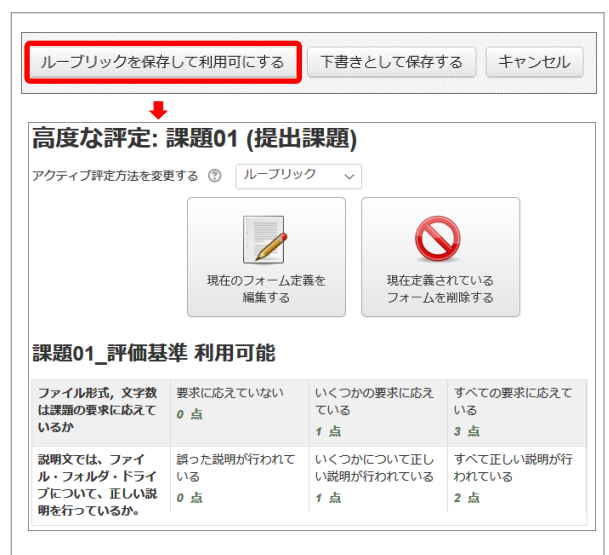 ルーブリックを保存して利用可にする 下書きとして保存する キャンセル
高度な評定: 課題01 (提出課題)
アクティブ評定方法を変更する ? ルーブリック
現在のフォーム定義を
編集する
現在定義されている
フォームを削除する
課題01_評価基準 利用可能
ファイル形式，文字数
は課題の要求に応えて
いるか
要求に応えていない
0 点
いくつかの要求に応え
ている
1 点
すべての要求に応えて
いる
3 点
説明文では、ファイ
ル・フォルダ・ドライ
ブについて、正しい説
明を行っているか。
誤った説明が行われて
いる
0 点
いくつかについて正し
い説明が行われている
1 点
すべて正しい説明が行
われている
2 点